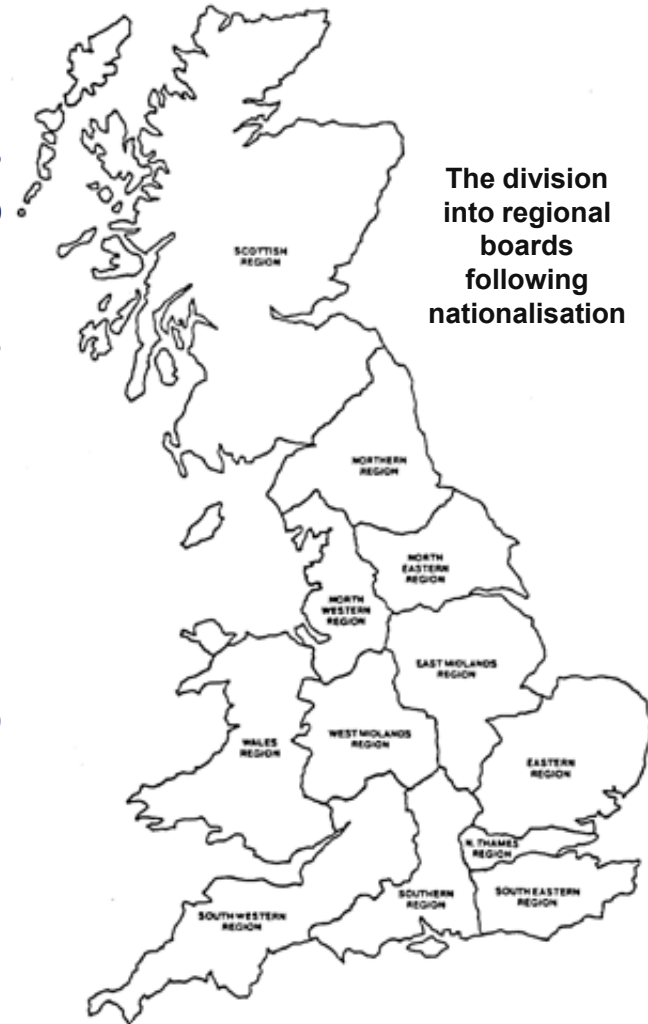 The division
into regional
boards
following
nationalisation
SCOTTISH
REGION
NORTHERN
REGION
NORTH
EASTERN
REGION
NORTH
WESTERN
REGION
EAST MIDLANDS
REGION
WALES
REGION
WEST MIDLANDS
REGION
EASTERN
REGION
N. THAMES
REGION
SOUTHERN
REGION
SOUTH EASTERN
REGION
SOUTH WESTERN
REGION